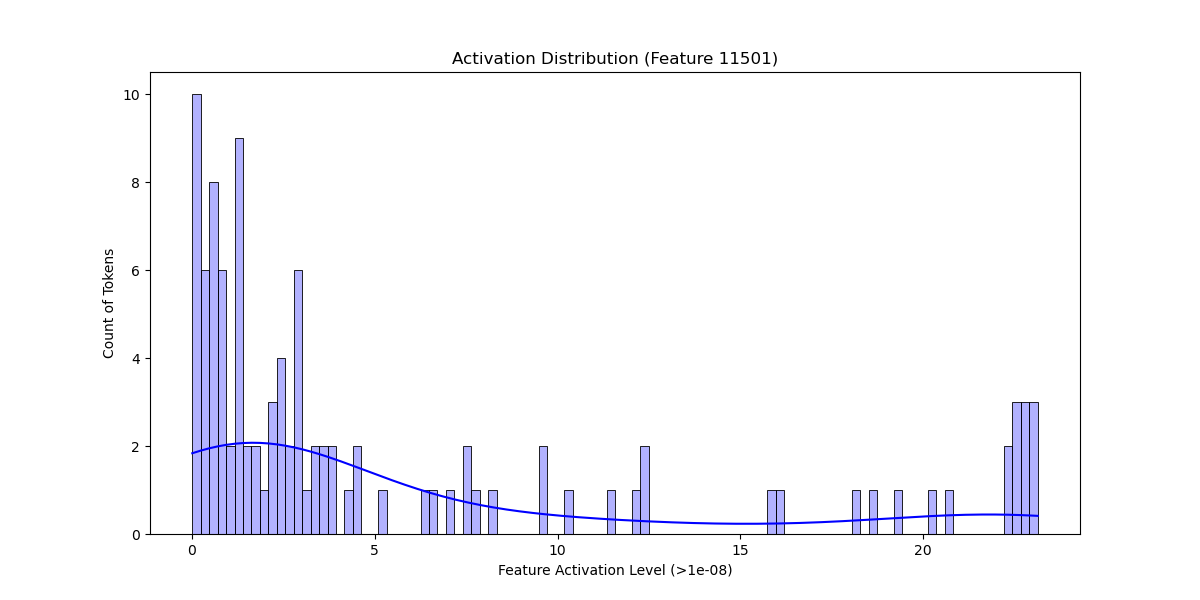 Activation Distribution (Feature 11501)
10
8
6
4
2
0
Count of Tokens
0 5 10 15 20
Feature Activation Level (>1e-08)